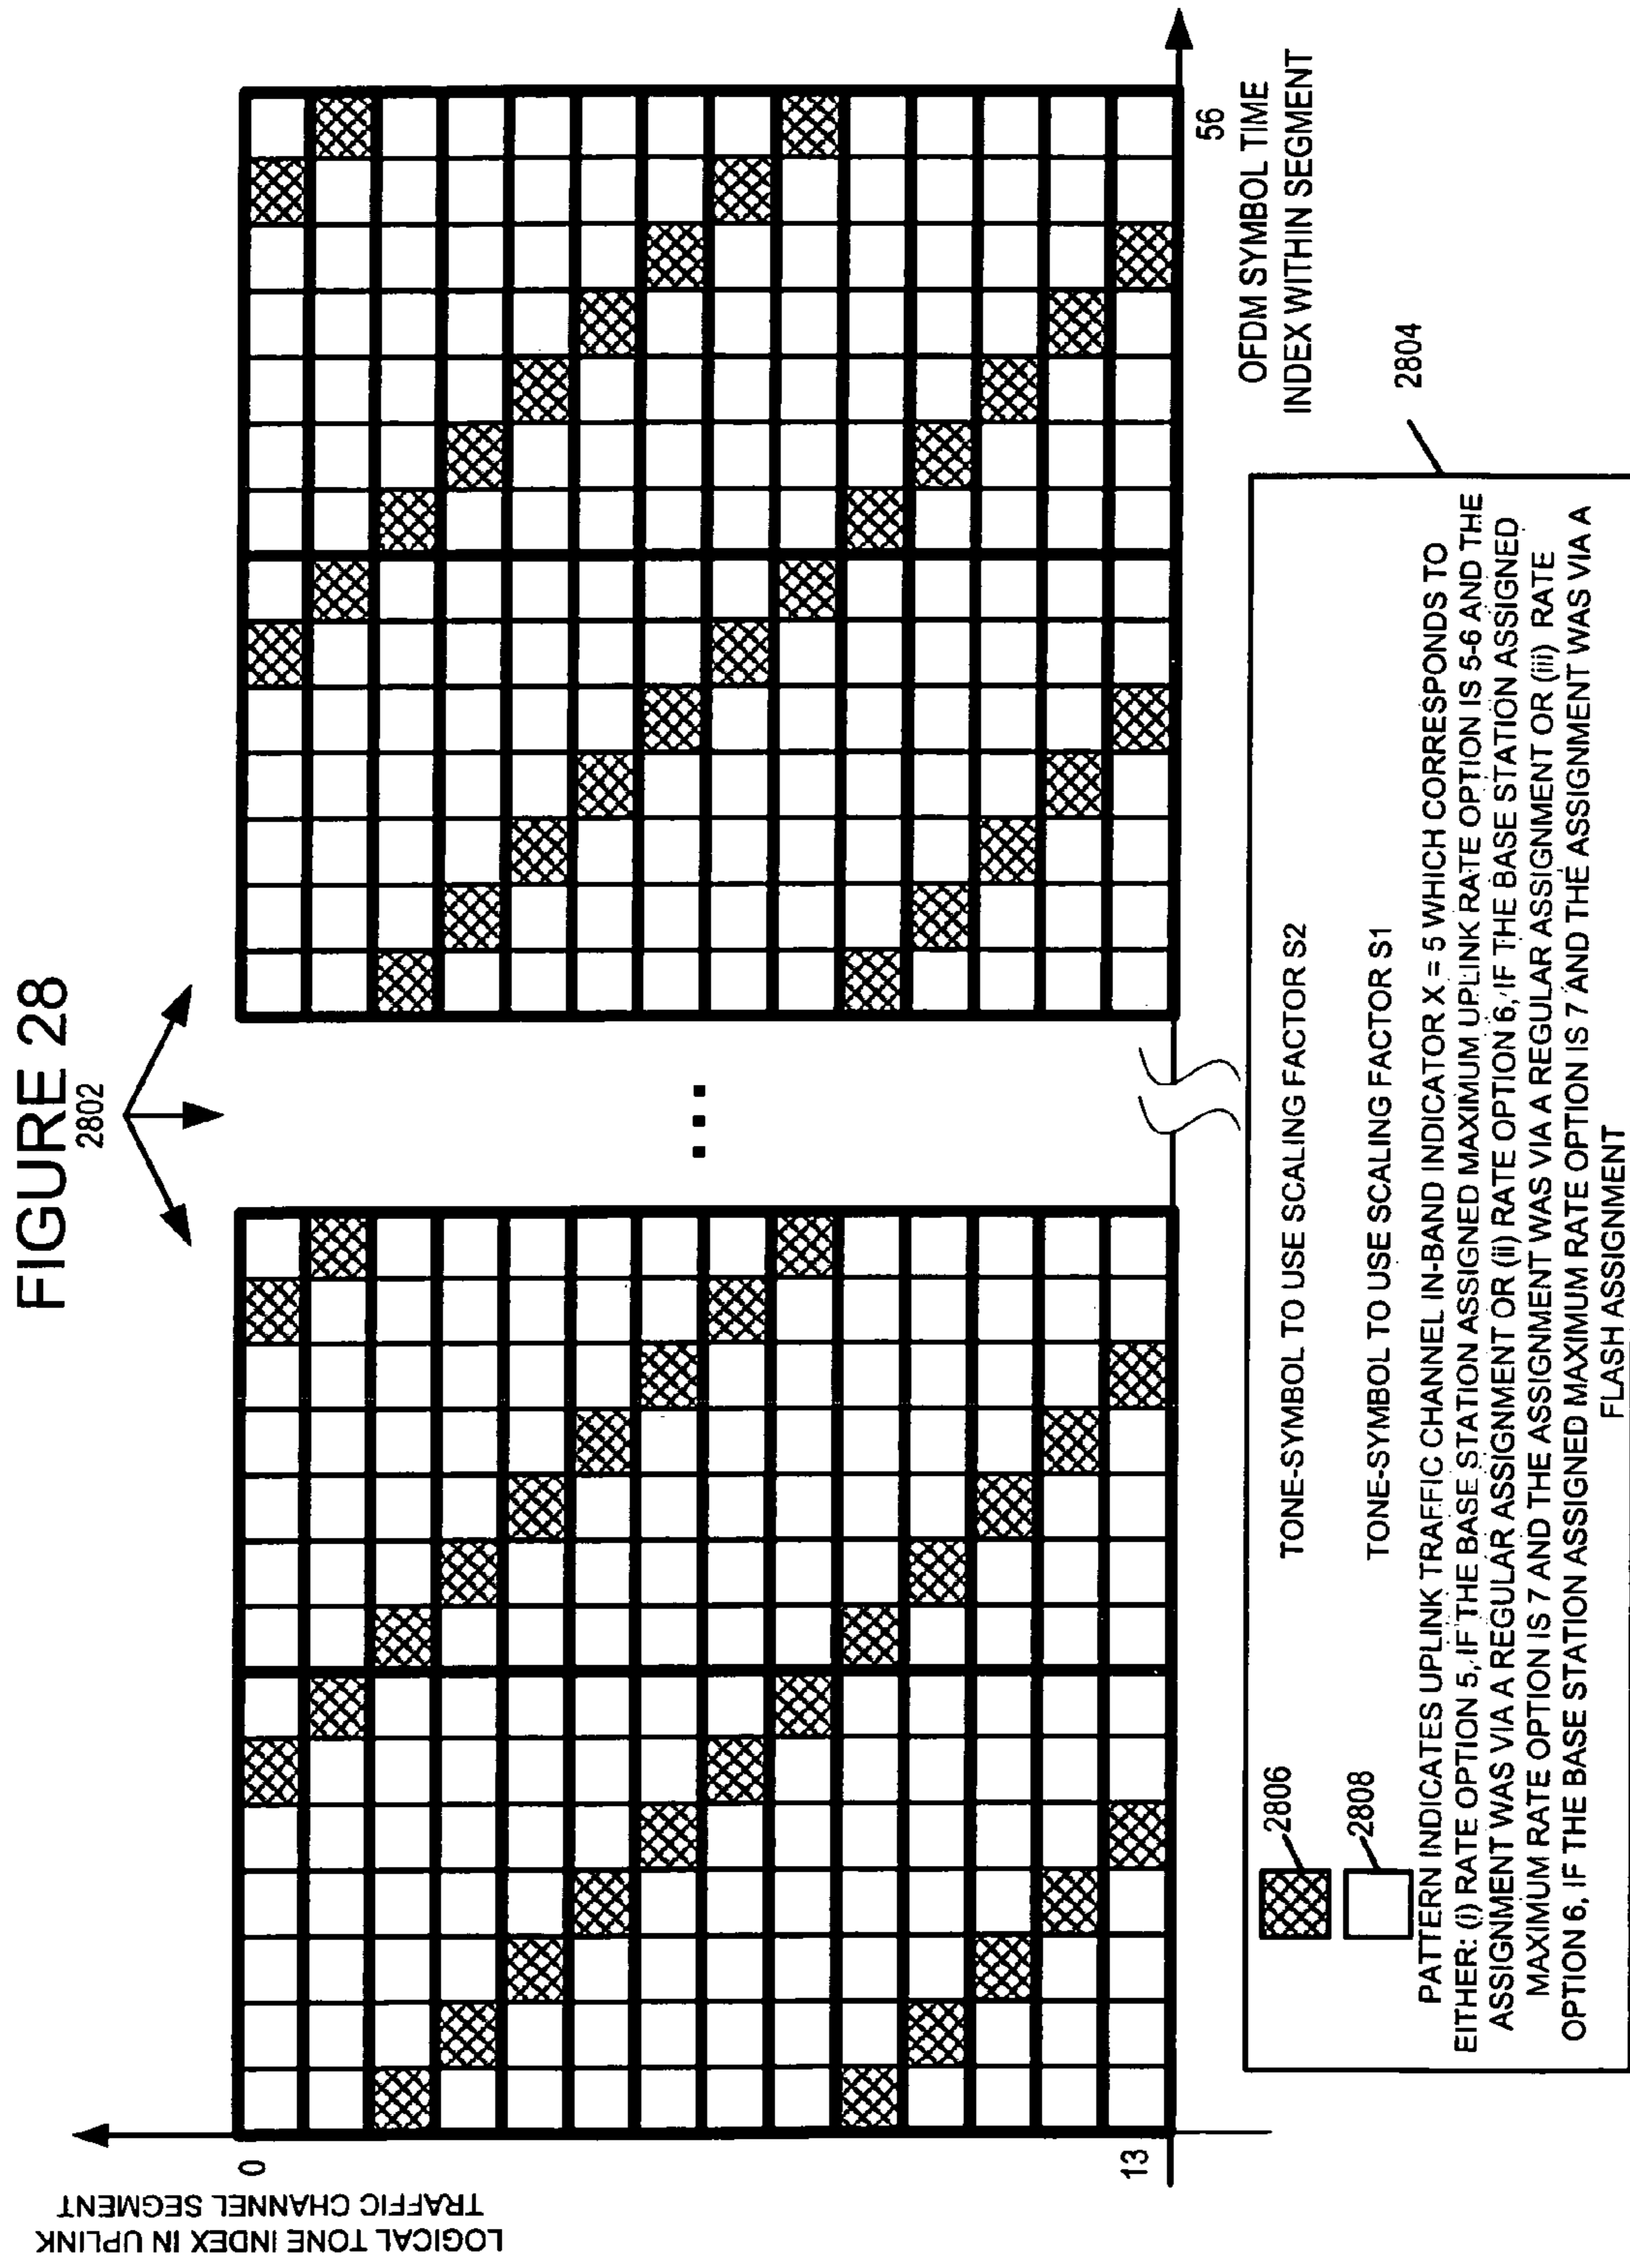 FIGURE 28
2802
LOGICAL TONE INDEX IN UPLINK
TRAFFIC CHANNEL SEGMENT
0
13
...
56
OFDM SYMBOL TIME
INDEX WITHIN SEGMENT
2804
2806
TONE-SYMBOL TO USE SCALING FACTOR S2
2808
TONE-SYMBOL TO USE SCALING FACTOR S1
PATTERN INDICATES UPLINK TRAFFIC CHANNEL IN-BAND INDICATOR X = 5 WHICH CORRESPONDS TO
EITHER: (i) RATE OPTION 5, IF THE BASE STATION ASSIGNED MAXIMUM UPLINK RATE OPTION IS 5-6 AND THE
ASSIGNMENT WAS VIA A REGULAR ASSIGNMENT OR (ii) RATE OPTION 6, IF THE BASE STATION ASSIGNED
MAXIMUM RATE OPTION IS 7 AND THE ASSIGNMENT WAS VIA A REGULAR ASSIGNMENT OR (iii) RATE
OPTION 6, IF THE BASE STATION ASSIGNED MAXIMUM RATE OPTION IS 7 AND THE ASSIGNMENT WAS VIA A
FLASH ASSIGNMENT